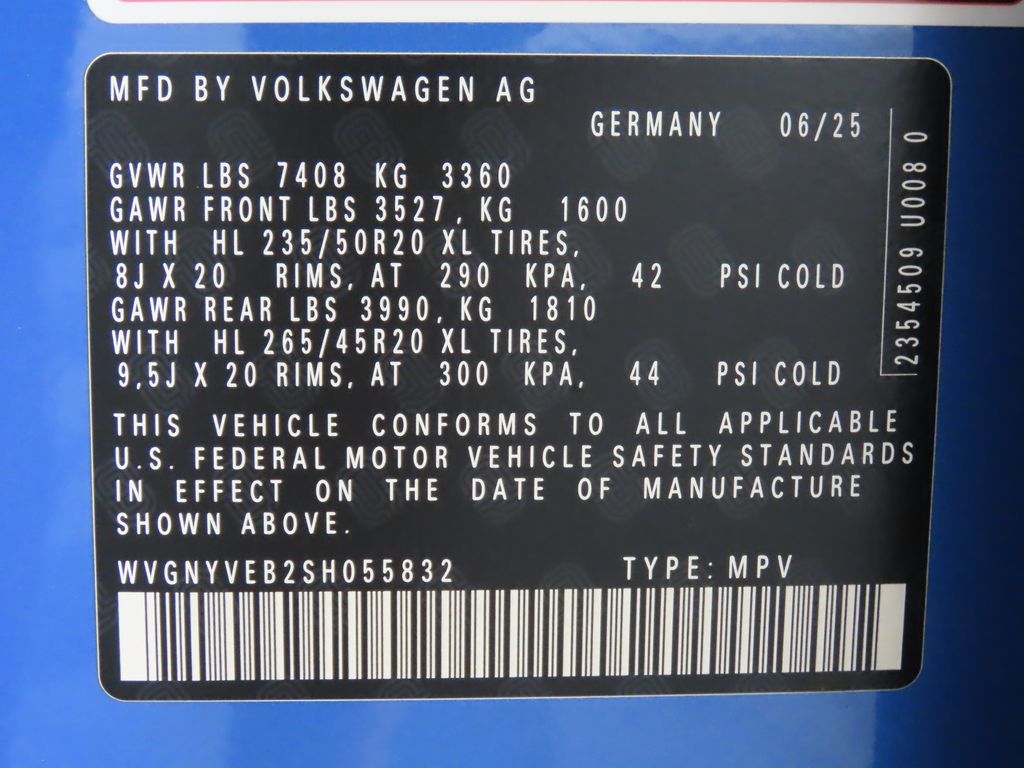 MFD BY VOLKSWAGEN AG
GERMANY 06/25
GVWR LBS 7408 KG 3360
GAWR FRONT LBS 3527, KG 1600
WITH HL 235/50R20 XL TIRES,
8J X 20 RIMS, AT 290 KPA, 42 PSI COLD
GAWR REAR LBS 3990, KG 1810
WITH HL 265/45R20 XL TIRES,
9,5J X 20 RIMS, AT 300 KPA, 44 PSI COLD
THIS VEHICLE CONFORMS TO ALL APPLICABLE
U.S. FEDERAL MOTOR VEHICLE SAFETY STANDARDS
IN EFFECT ON THE DATE OF MANUFACTURE
SHOWN ABOVE.
WVGNYVEB2SH055832 TYPE: MPV
2354509 U008 0